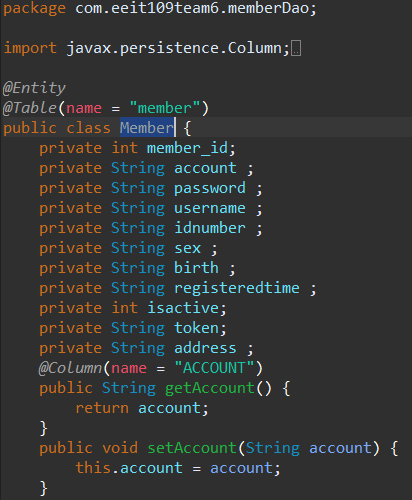 package com.eeit109team6.memberDao;
import javax.persistence.Column;
@Entity
@Table(name = "member")
public class Member {
private int member_id;
private String account ;
private String password ;
private String username ;
private String idnumber ;
private String sex ;
private String birth ;
private String registeredtime ;
private int isactive;
private String token;
private String address ;
@Column(name = "ACCOUNT")
public String getAccount() {
return account;
}
public void setAccount(String account) {
this.account = account;
}